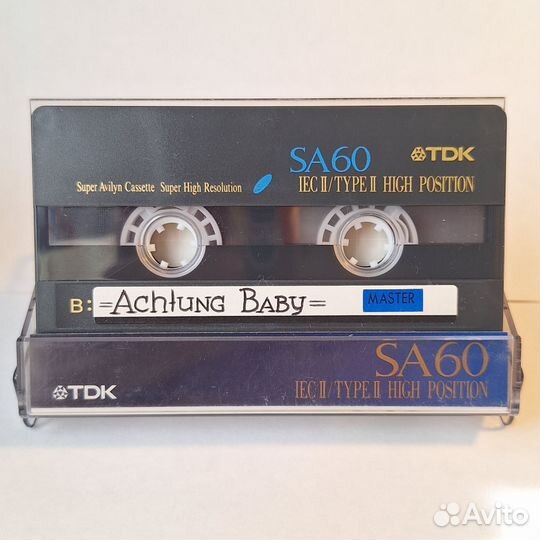 SA60 TDK
Super Avilyn Cassette Super High Resolution IEC II/TYPE II HIGH POSITION
B: =Achtung Baby= MASTER
SA60
TDK IEC II/TYPE II HIGH POSITION
Avito